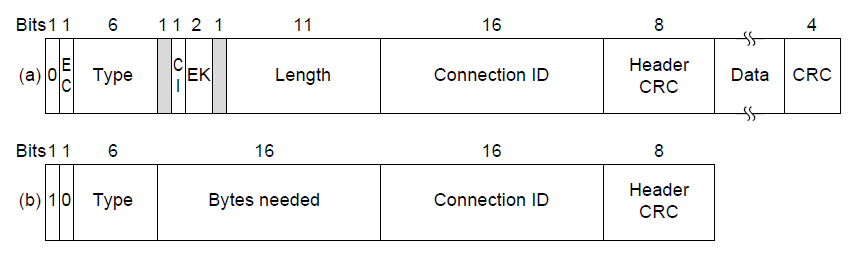 Bits 1 1 6 1 1 2 1 11 16 8 4
(a) 0 EC Type CI EK Length Connection ID Header CRC Data CRC
Bits 1 1 6 16 16 8
(b) 1 0 Type Bytes needed Connection ID Header CRC